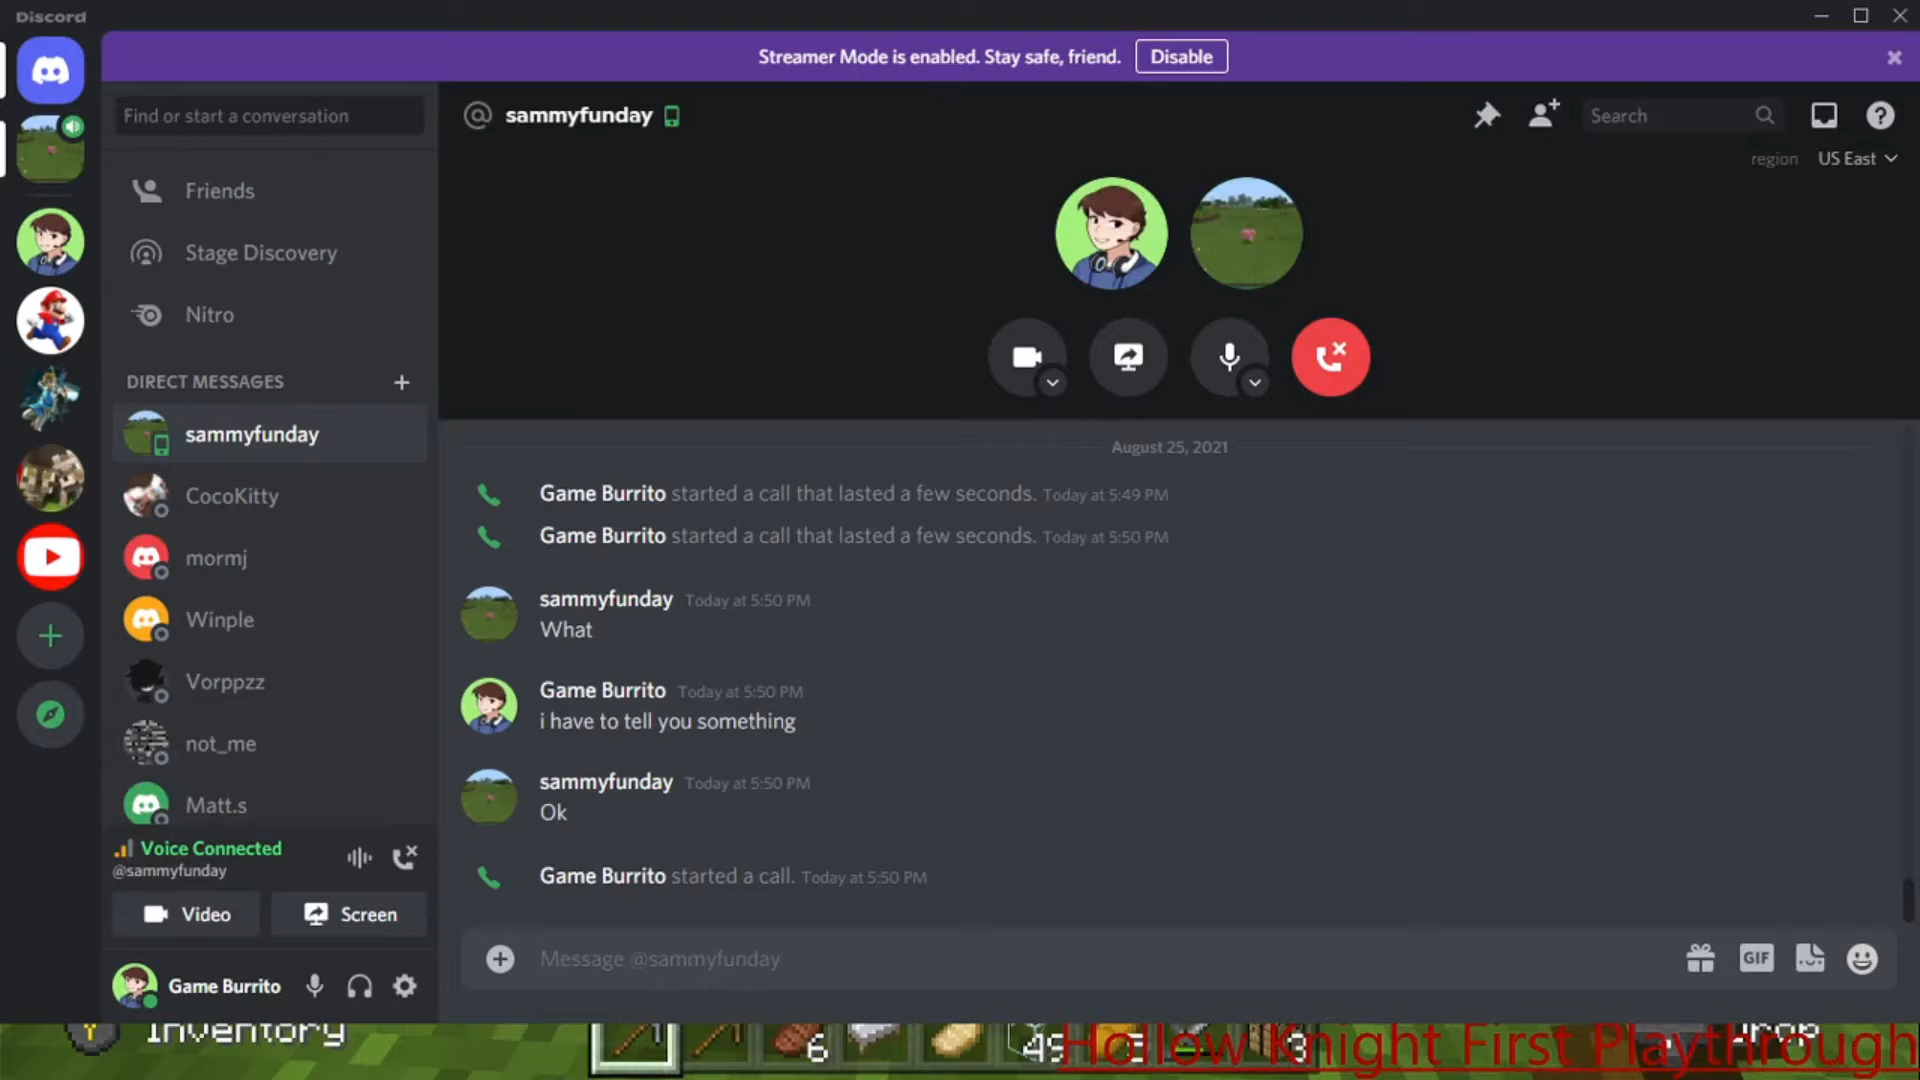 Discord
Streamer Mode is enabled. Stay safe, friend. Disable
Find or start a conversation
sammyfunday
Search
region US East
Friends
Stage Discovery
Nitro
DIRECT MESSAGES
sammyfunday
CocoKitty
mormj
Winple
Vorppzz
not_me
Matt.s
Voice Connected
@sammyfunday
Video Screen
Game Burrito
August 25, 2021
Game Burrito started a call that lasted a few seconds. Today at 5:49 PM
Game Burrito started a call that lasted a few seconds. Today at 5:50 PM
sammyfunday Today at 5:50 PM
What
Game Burrito Today at 5:50 PM
i have to tell you something
sammyfunday Today at 5:50 PM
Ok
Game Burrito started a call. Today at 5:50 PM
Message @sammyfunday
GIF
Y Inventory
6
49
Drop
Hollow Knight First Playthrough